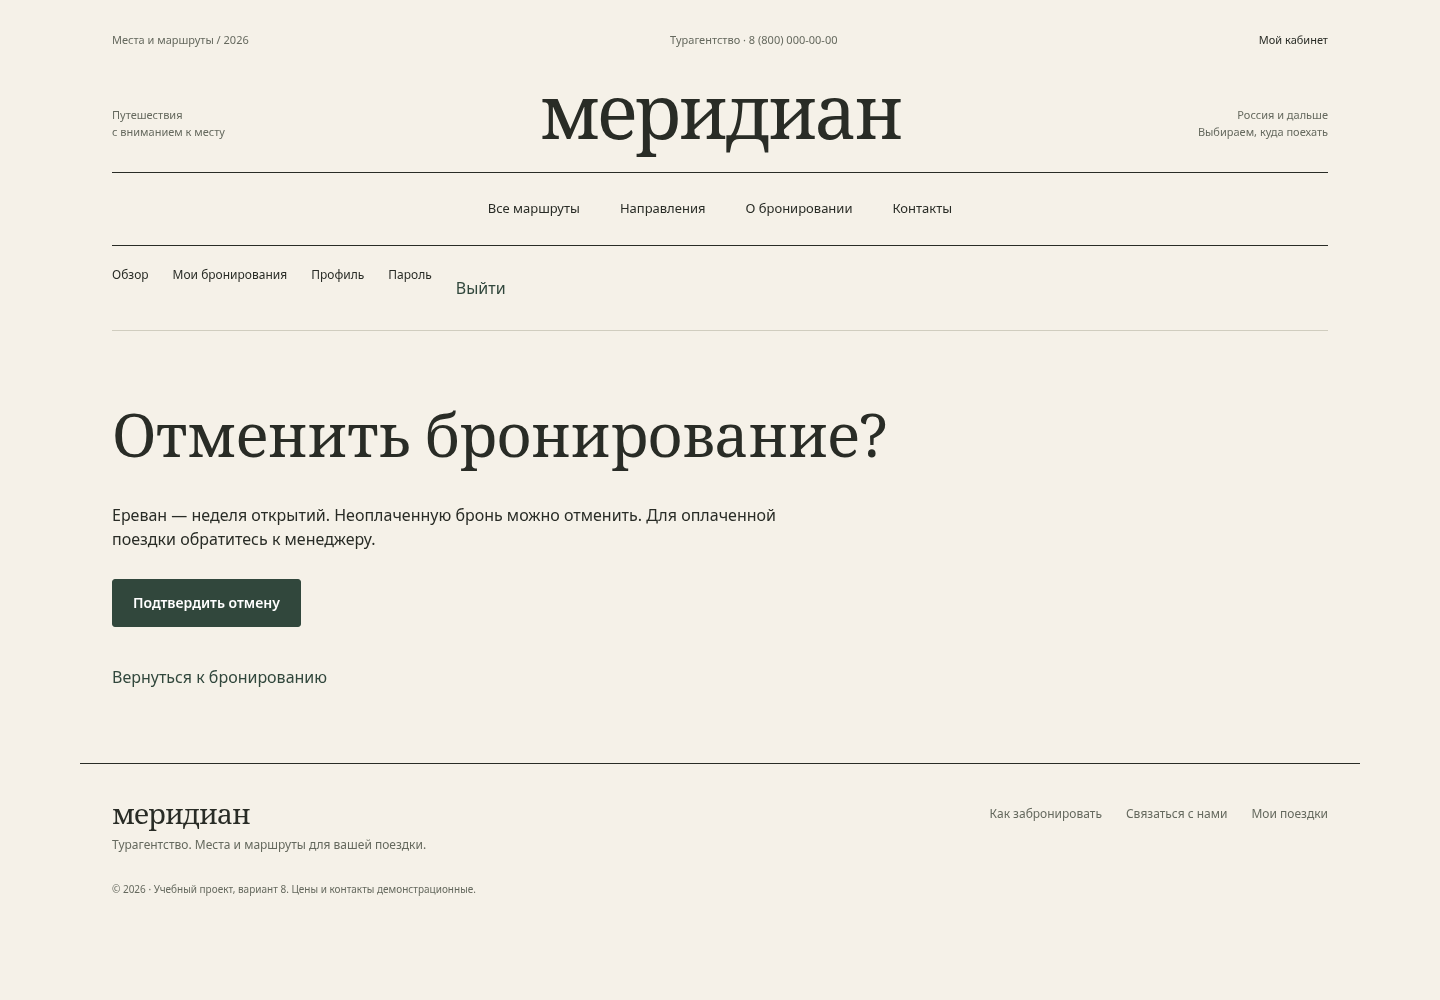 Места и маршруты / 2026
Турагентство · 8 (800) 000-00-00
Мой кабинет
Путешествия
с вниманием к месту
меридиан
Россия и дальше
Выбираем, куда поехать
Все маршруты
Направления
О бронировании
Контакты
Обзор
Мои бронирования
Профиль
Пароль
Выйти
Отменить бронирование?
Ереван — неделя открытий. Неоплаченную бронь можно отменить. Для оплаченной
поездки обратитесь к менеджеру.
Подтвердить отмену
Вернуться к бронированию
меридиан
Турагентство. Места и маршруты для вашей поездки.
Как забронировать
Связаться с нами
Мои поездки
© 2026 · Учебный проект, вариант 8. Цены и контакты демонстрационные.